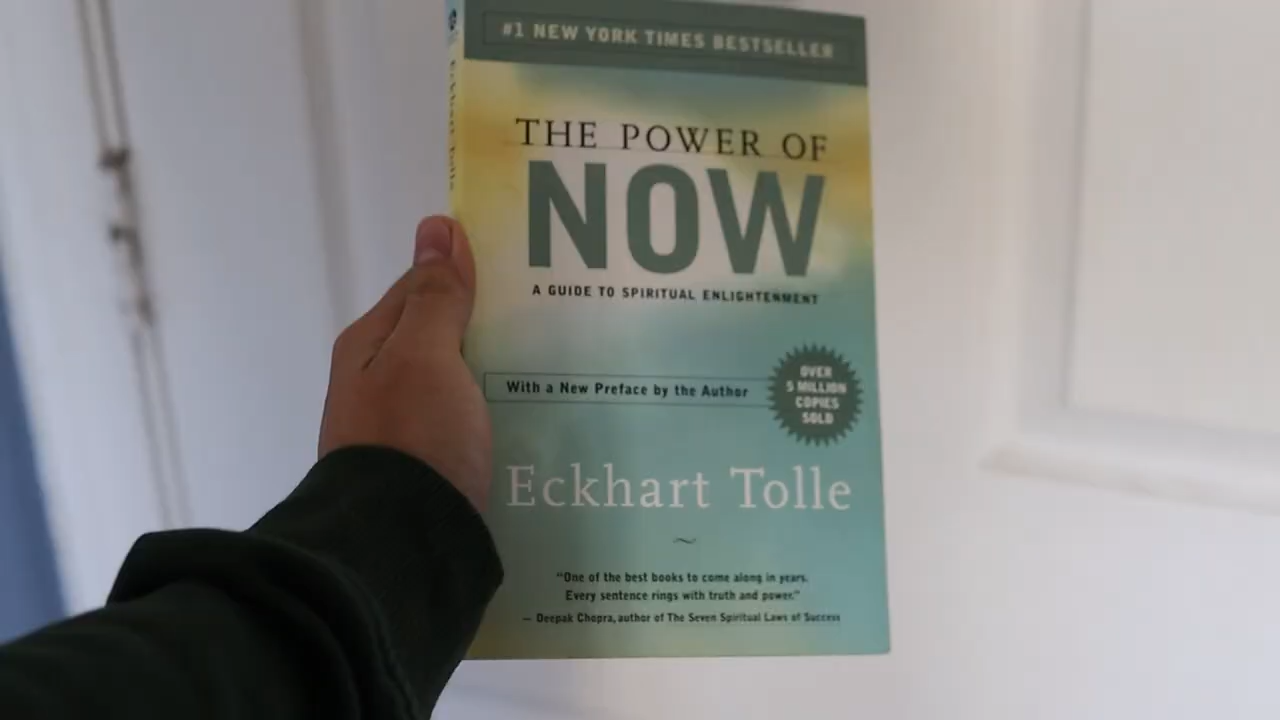 #1 NEW YORK TIMES BESTSELLER
Eckhart Tolle
THE POWER OF
NOW
A GUIDE TO SPIRITUAL ENLIGHTENMENT
With a New Preface by the Author
OVER
5 MILLION
COPIES
SOLD
Eckhart Tolle
"One of the best books to come along in years.
Every sentence rings with truth and power."
— Deepak Chopra, author of The Seven Spiritual Laws of Success